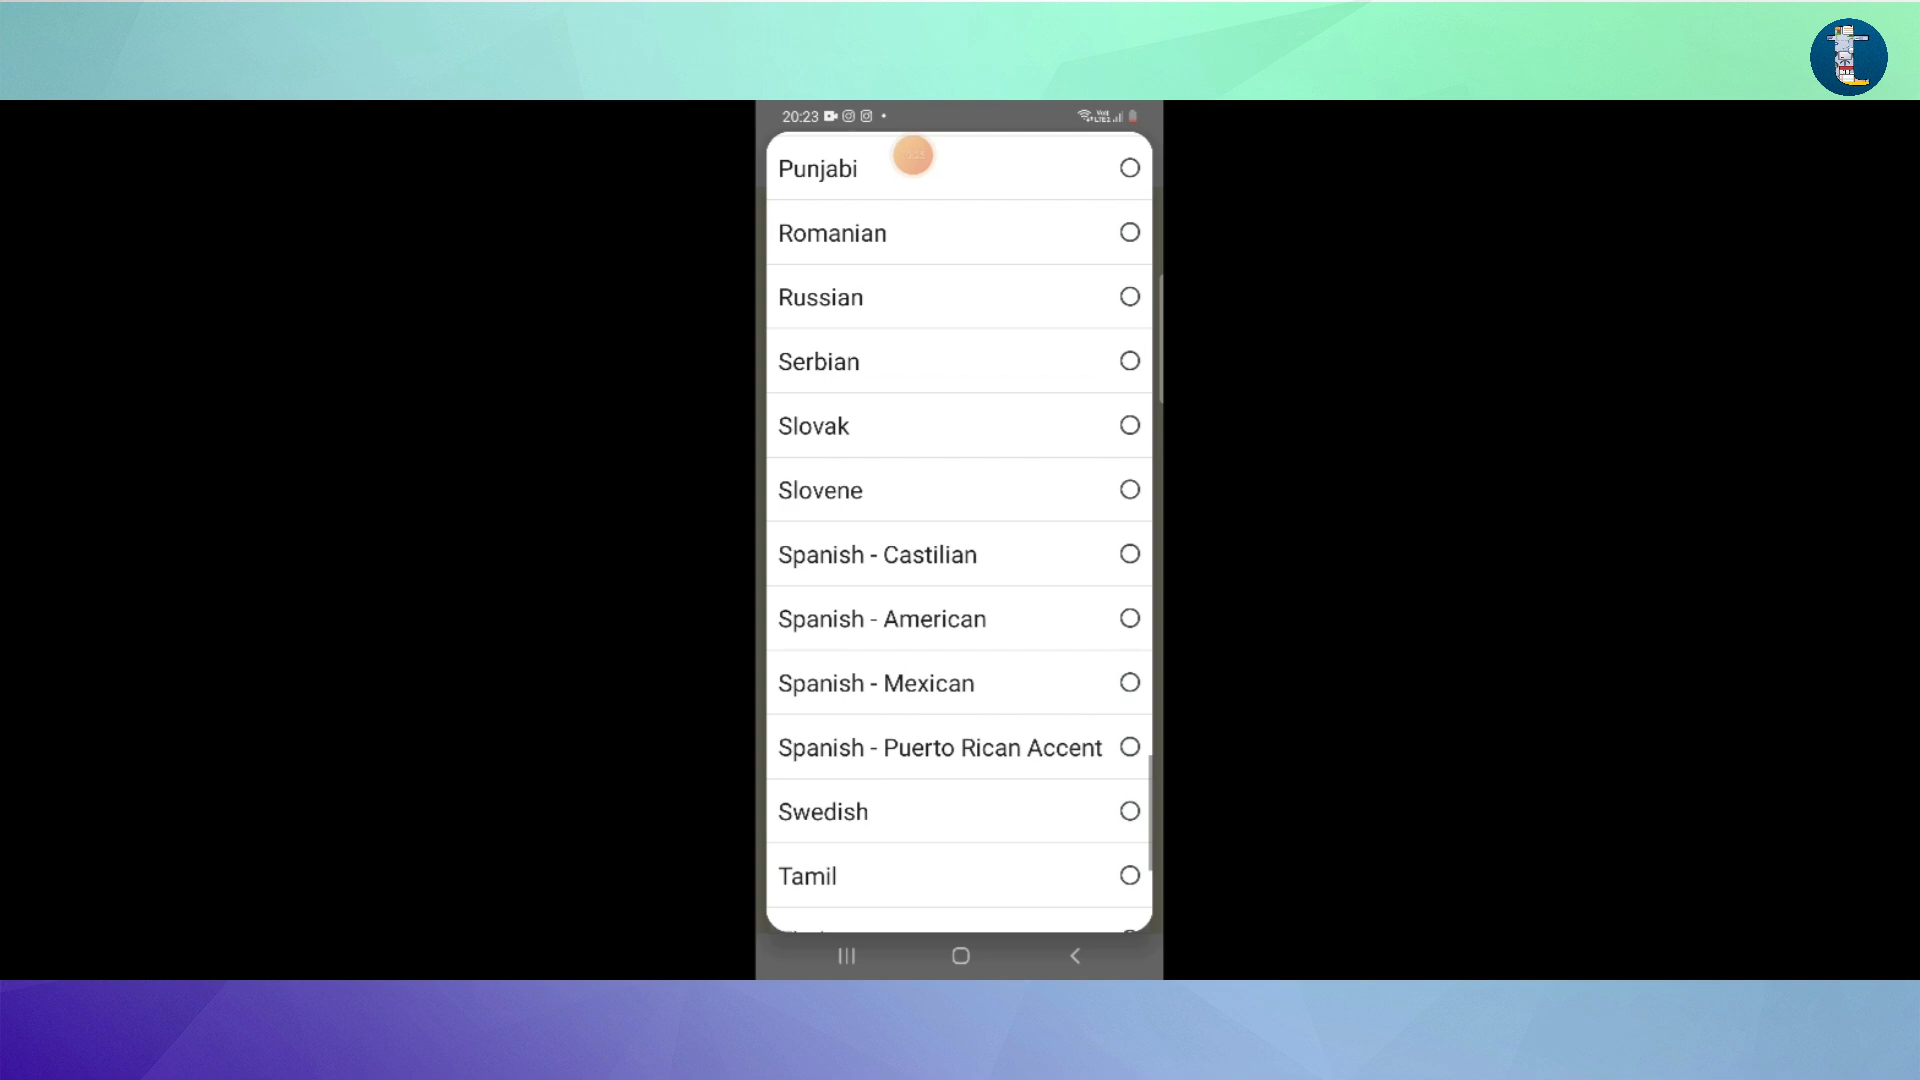 20:23
Punjabi
Romanian
Russian
Serbian
Slovak
Slovene
Spanish - Castilian
Spanish - American
Spanish - Mexican
Spanish - Puerto Rican Accent
Swedish
Tamil